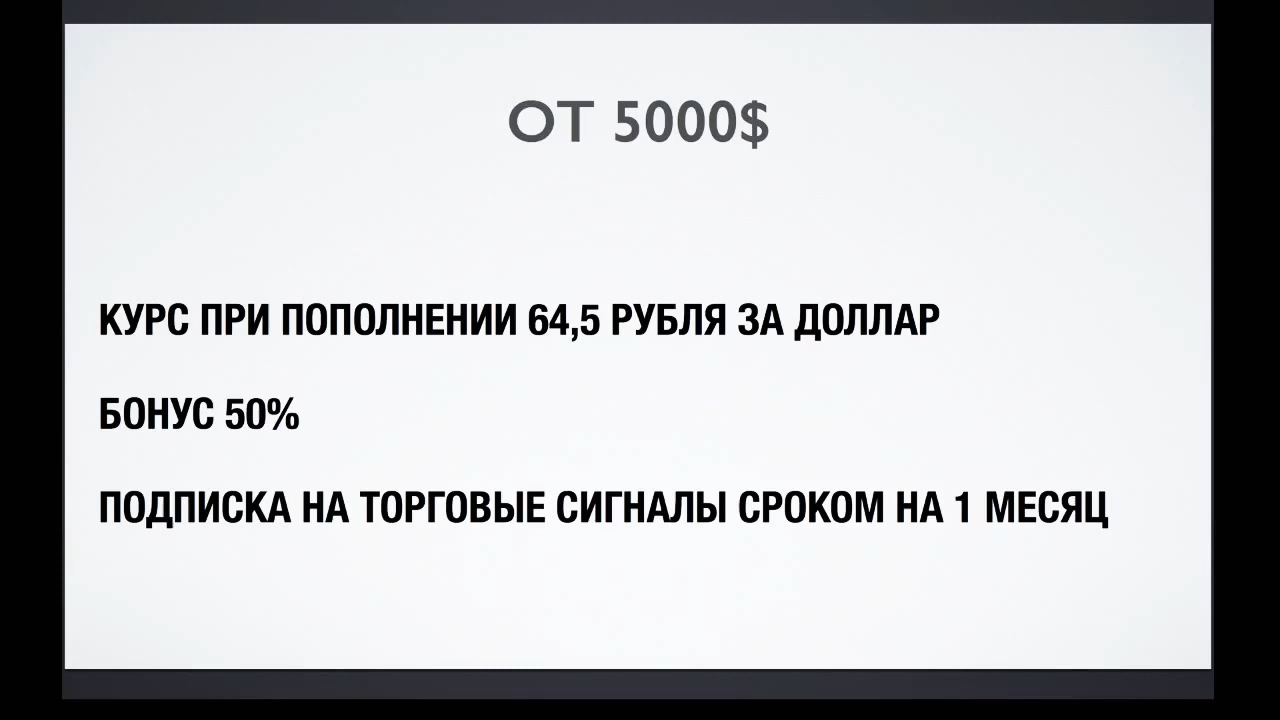 ОТ 5000$
КУРС ПРИ ПОПОЛНЕНИИ 64,5 РУБЛЯ ЗА ДОЛЛАР
БОНУС 50%
ПОДПИСКА НА ТОРГОВЫЕ СИГНАЛЫ СРОКОМ НА 1 МЕСЯЦ